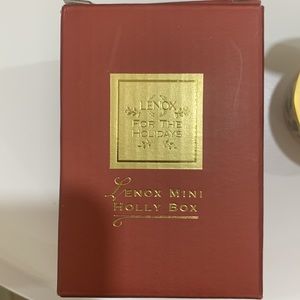 LENOX
FOR THE
HOLIDAYS
LENOX MINI
HOLLY BOX